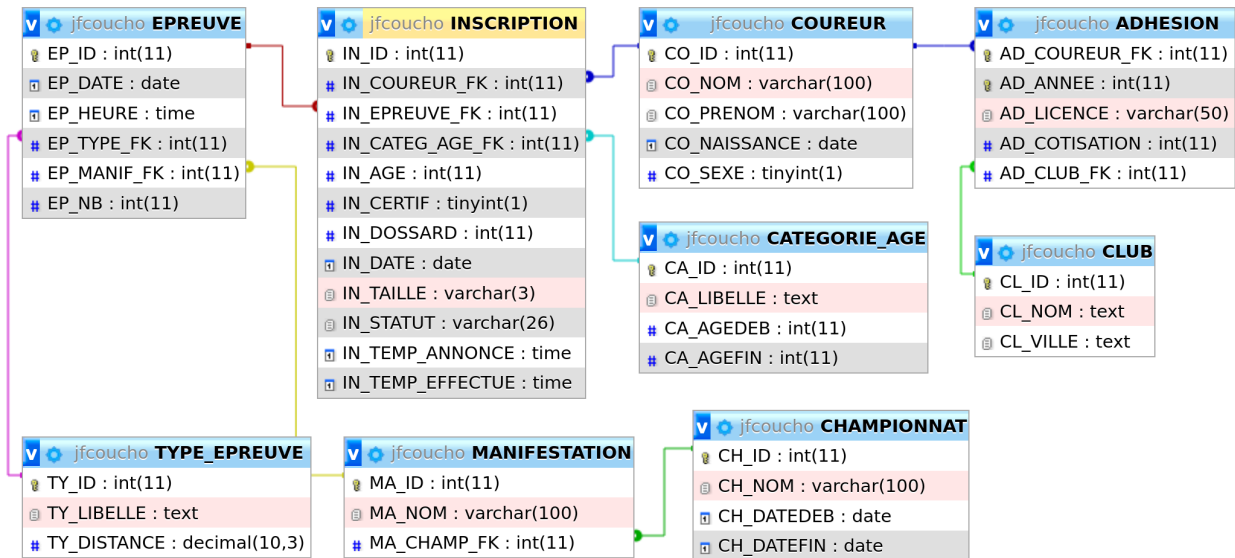 jfcoucho EPREUVE
EP_ID : int(11)
EP_DATE : date
EP_HEURE : time
EP_TYPE_FK : int(11)
EP_MANIF_FK : int(11)
EP_NB : int(11)
jfcoucho INSCRIPTION
IN_ID : int(11)
IN_COUREUR_FK : int(11)
IN_EPREUVE_FK : int(11)
IN_CATEG_AGE_FK : int(11)
IN_AGE : int(11)
IN_CERTIF : tinyint(1)
IN_DOSSARD : int(11)
IN_DATE : date
IN_TAILLE : varchar(3)
IN_STATUT : varchar(26)
IN_TEMP_ANNONCE : time
IN_TEMP_EFFECTUE : time
jfcoucho COUREUR
CO_ID : int(11)
CO_NOM : varchar(100)
CO_PRENOM : varchar(100)
CO_NAISSANCE : date
CO_SEXE : tinyint(1)
jfcoucho ADHESION
AD_COUREUR_FK : int(11)
AD_ANNEE : int(11)
AD_LICENCE : varchar(50)
AD_COTISATION : int(11)
AD_CLUB_FK : int(11)
jfcoucho CATEGORIE_AGE
CA_ID : int(11)
CA_LIBELLE : text
CA_AGEDEB : int(11)
CA_AGEFIN : int(11)
jfcoucho CLUB
CL_ID : int(11)
CL_NOM : text
CL_VILLE : text
jfcoucho TYPE_EPREUVE
TY_ID : int(11)
TY_LIBELLE : text
TY_DISTANCE : decimal(10,3)
jfcoucho MANIFESTATION
MA_ID : int(11)
MA_NOM : varchar(100)
MA_CHAMP_FK : int(11)
jfcoucho CHAMPIONNAT
CH_ID : int(11)
CH_NOM : varchar(100)
CH_DATEDEB : date
CH_DATEFIN : date